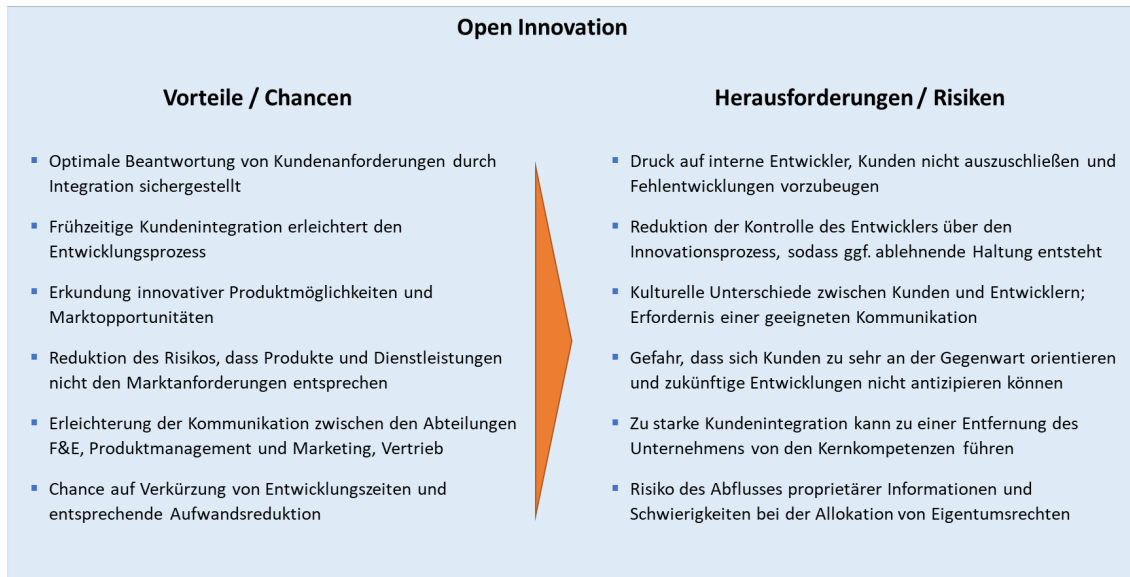 Open Innovation
Vorteile / Chancen
Optimale Beantwortung von Kundenanforderungen durch
Integration sichergestellt
Frühzeitige Kundenintegration erleichtert den
Entwicklungsprozess
Erkundung innovativer Produktmöglichkeiten und
Marktopportunitäten
Reduktion des Risikos, dass Produkte und Dienstleistungen
nicht den Marktanforderungen entsprechen
Erleichterung der Kommunikation zwischen den Abteilungen
F&E, Produktmanagement und Marketing, Vertrieb
Chance auf Verkürzung von Entwicklungszeiten und
entsprechende Aufwandsreduktion
Herausforderungen / Risiken
Druck auf interne Entwickler, Kunden nicht auszuschließen und
Fehlentwicklungen vorzubeugen
Reduktion der Kontrolle des Entwicklers über den
Innovationsprozess, sodass ggf. ablehnende Haltung entsteht
Kulturelle Unterschiede zwischen Kunden und Entwicklern;
Erfordernis einer geeigneten Kommunikation
Gefahr, dass sich Kunden zu sehr an der Gegenwart orientieren
und zukünftige Entwicklungen nicht antizipieren können
Zu starke Kundenintegration kann zu einer Entfernung des
Unternehmens von den Kernkompetenzen führen
Risiko des Abflusses proprietärer Informationen und
Schwierigkeiten bei der Allokation von Eigentumsrechten